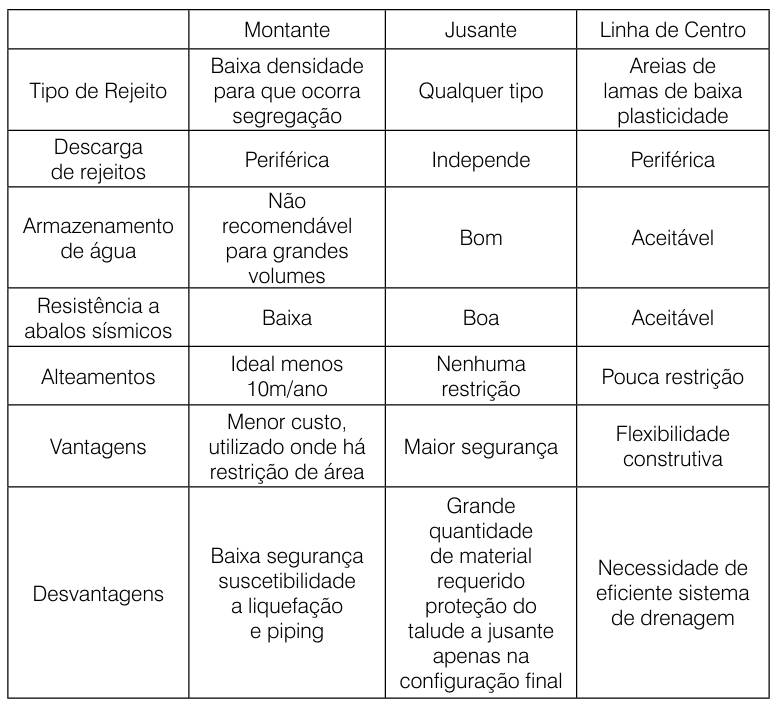 Montante
Jusante
Linha de Centro
Tipo de Rejeito
Baixa densidade
para que ocorra
segregação
Qualquer tipo
Areias de
lamas de baixa
plasticidade
Descarga
de rejeitos
Periférica
Independe
Periférica
Armazenamento
de água
Não
recomendável
para grandes
volumes
Bom
Aceitável
Resistência a
abalos sísmicos
Baixa
Boa
Aceitável
Alteamentos
Ideal menos
10m/ano
Nenhuma
restrição
Pouca restrição
Vantagens
Menor custo,
utilizado onde há
restrição de área
Maior segurança
Flexibilidade
construtiva
Desvantagens
Baixa segurança
suscetibilidade
a liquefação
e piping
Grande
quantidade
de material
requerido
proteção do
talude a jusante
apenas na
configuração final
Necessidade de
eficiente sistema
de drenagem